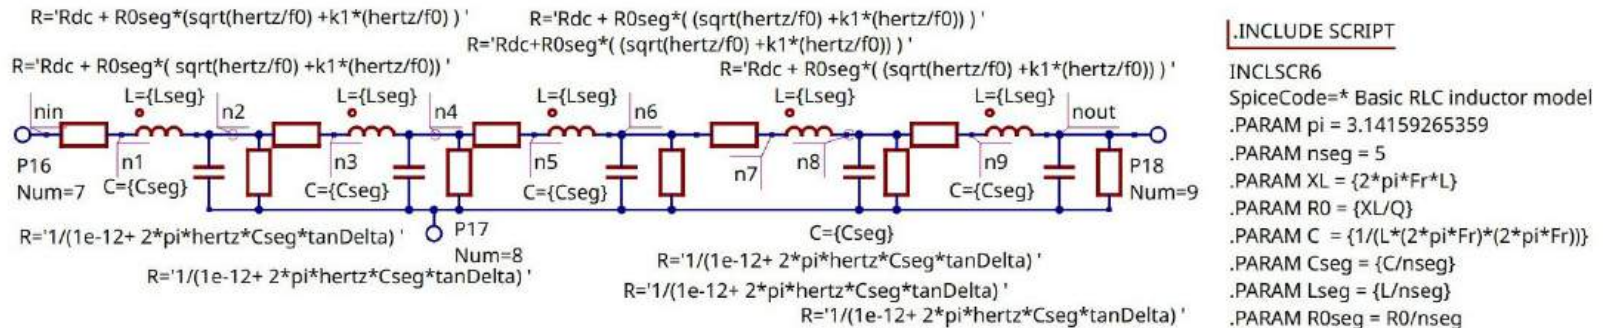 R='Rdc + R0seg*(sqrt(hertz/f0) +k1*(hertz/f0) ) '
R='Rdc + R0seg*( (sqrt(hertz/f0) +k1*(hertz/f0)) ) '
R='Rdc+R0seg*( (sqrt(hertz/f0) +k1*(hertz/f0)) ) '
R='Rdc + R0seg*( sqrt(hertz/f0) +k1*(hertz/f0)) '
R='Rdc + R0seg*( (sqrt(hertz/f0) +k1*(hertz/f0)) ) '
L={Lseg}
L={Lseg}
L={Lseg}
L={Lseg}
L={Lseg}
nin
n2
n4
n6
nout
n1
n3
n5
n7
n8
n9
P16
Num=7
C={Cseg}
C={Cseg}
C={Cseg}
C={Cseg}
P18
Num=9
P17
Num=8
C={Cseg}
R='1/(1e-12+ 2*pi*hertz*Cseg*tanDelta) '
R='1/(1e-12+ 2*pi*hertz*Cseg*tanDelta) '
R='1/(1e-12+ 2*pi*hertz*Cseg*tanDelta) '
R='1/(1e-12+ 2*pi*hertz*Cseg*tanDelta) '
R='1/(1e-12+ 2*pi*hertz*Cseg*tanDelta) '
.INCLUDE SCRIPT
INCLSCR6
SpiceCode=* Basic RLC inductor model
.PARAM pi = 3.14159265359
.PARAM nseg = 5
.PARAM XL = {2*pi*Fr*L}
.PARAM R0 = {XL/Q}
.PARAM C = {1/(L*(2*pi*Fr)*(2*pi*Fr))}
.PARAM Cseg = {C/nseg}
.PARAM Lseg = {L/nseg}
.PARAM R0seg = R0/nseg